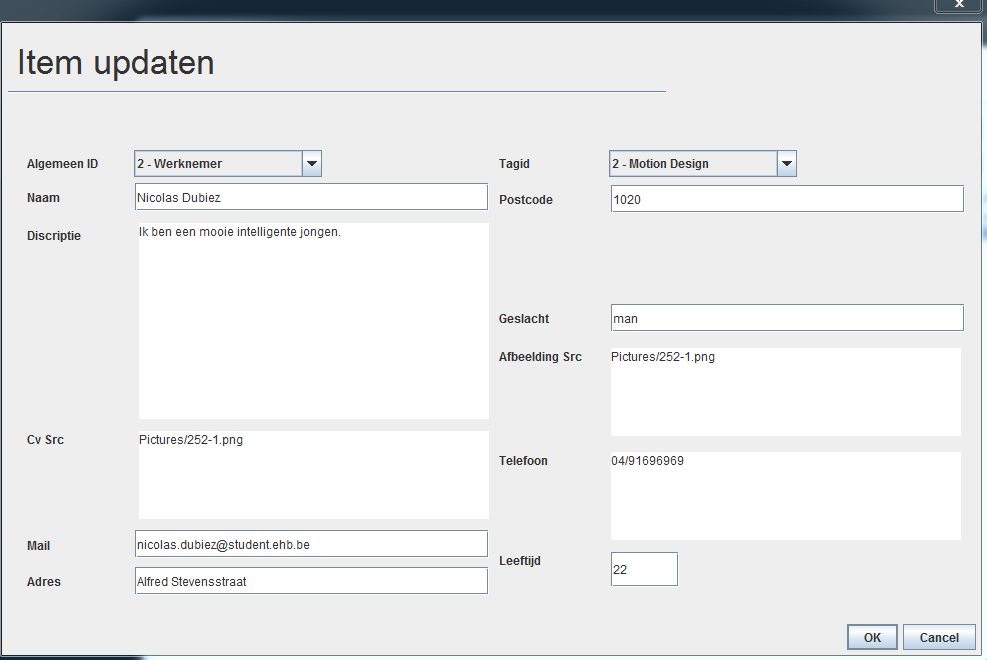 x
Item updaten
Algemeen ID
2 - Werknemer
Tagid
2 - Motion Design
Naam
Nicolas Dubiez
Postcode
1020
Discriptie
Ik ben een mooie intelligente jongen.
Geslacht
man
Afbeelding Src
Pictures/252-1.png
Cv Src
Pictures/252-1.png
Telefoon
04/91696969
Mail
nicolas.dubiez@student.ehb.be
Leeftijd
22
Adres
Alfred Stevensstraat
OK
Cancel